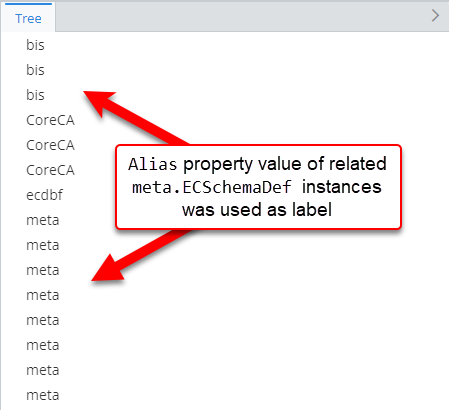 Tree
bis
bis
bis
CoreCA
CoreCA
CoreCA
ecdbf
meta
meta
meta
meta
meta
meta
meta
meta
Alias property value of related
meta.ECSchemaDef instances
was used as label